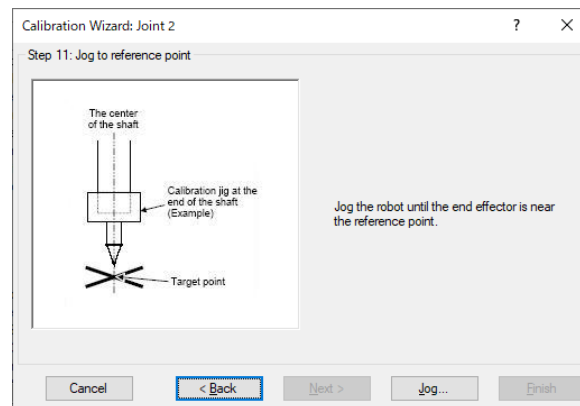 Calibration Wizard: Joint 2
?
Step 11: Jog to reference point
The center
of the shaft
Calibration jig at the
end of the shaft
(Example)
Target point
Jog the robot until the end effector is near
the reference point.
Cancel
< Back
Next >
Jog...
Finish